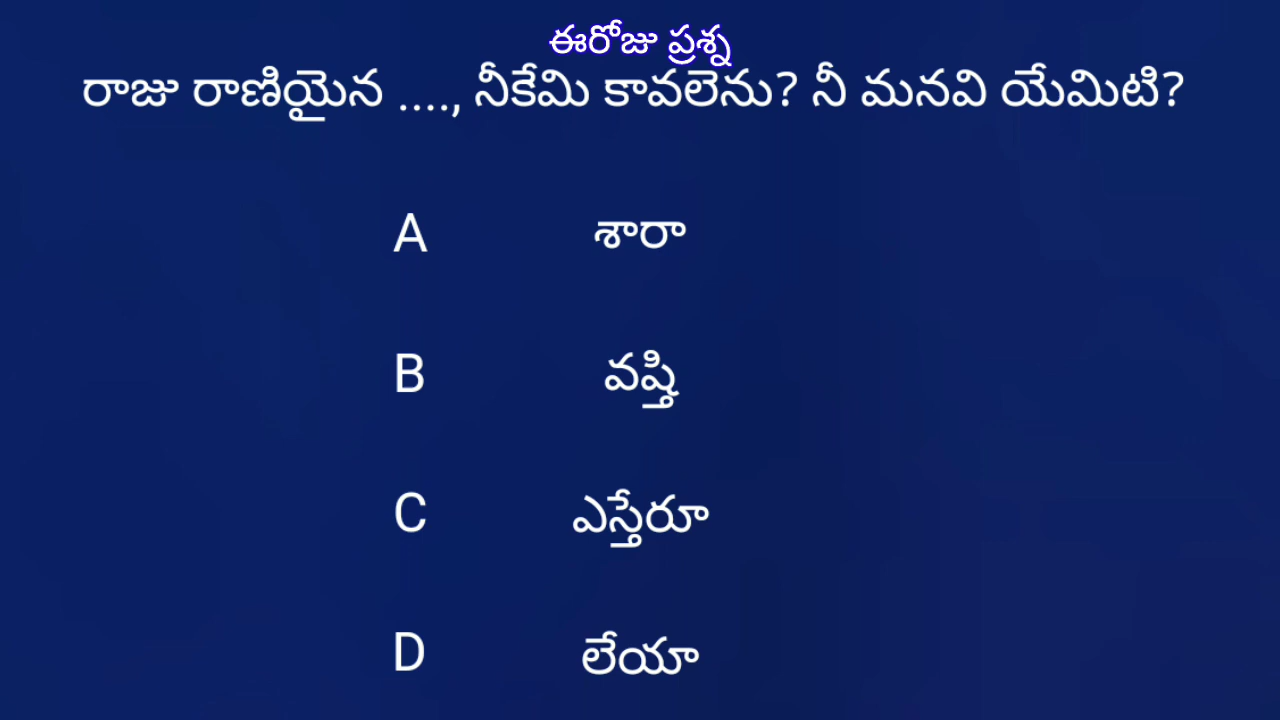 ఈరోజు ప్రశ్న
రాజు రాణియైన ...., నీకేమి కావలెను? నీ మనవి యేమిటి?
A శారా
B వష్తి
C ఎస్తేరూ
D లేయా